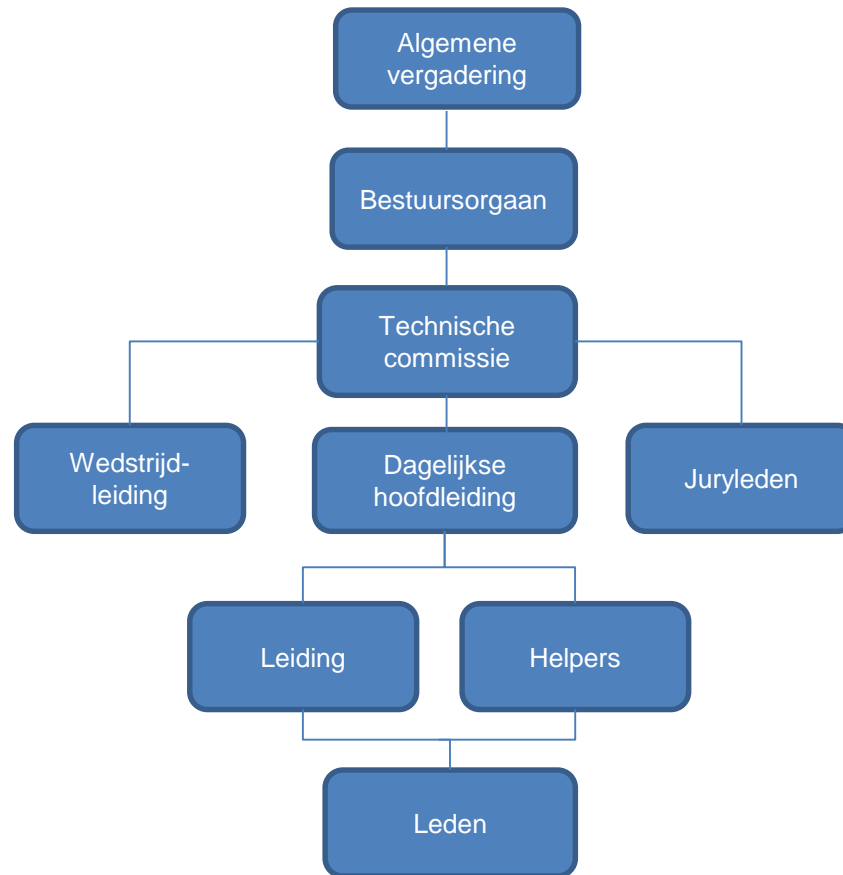 Algemene
vergadering
Bestuursorgaan
Technische
commissie
Wedstrijd-
leiding
Dagelijkse
hoofdleiding
Juryleden
Leiding
Helpers
Leden